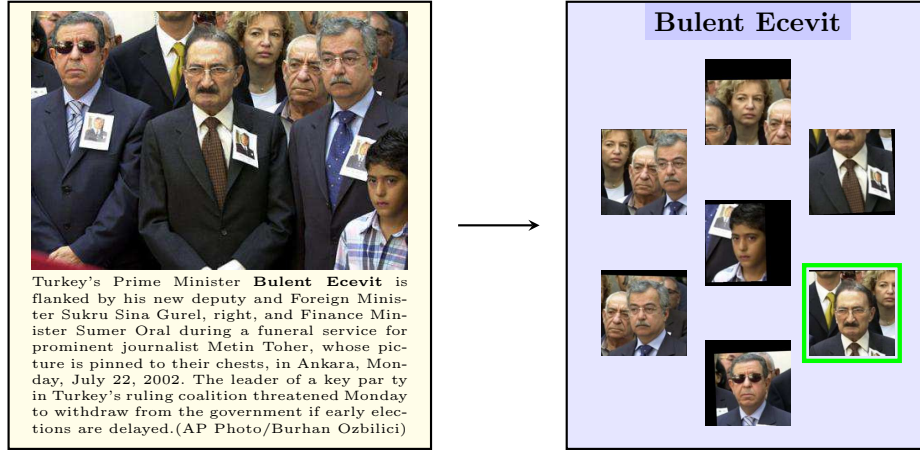 Bulent Ecevit
Turkey's Prime Minister Bulent Ecevit is
flanked by his new deputy and Foreign Minis-
ter Sukru Sina Gurel, right, and Finance Min-
ister Sumer Oral during a funeral service for
prominent journalist Metin Toher, whose pic-
ture is pinned to their chests, in Ankara, Mon-
day, July 22, 2002. The leader of a key par ty
in Turkey's ruling coalition threatened Monday
to withdraw from the government if early elec-
tions are delayed.(AP Photo/Burhan Ozbilici)